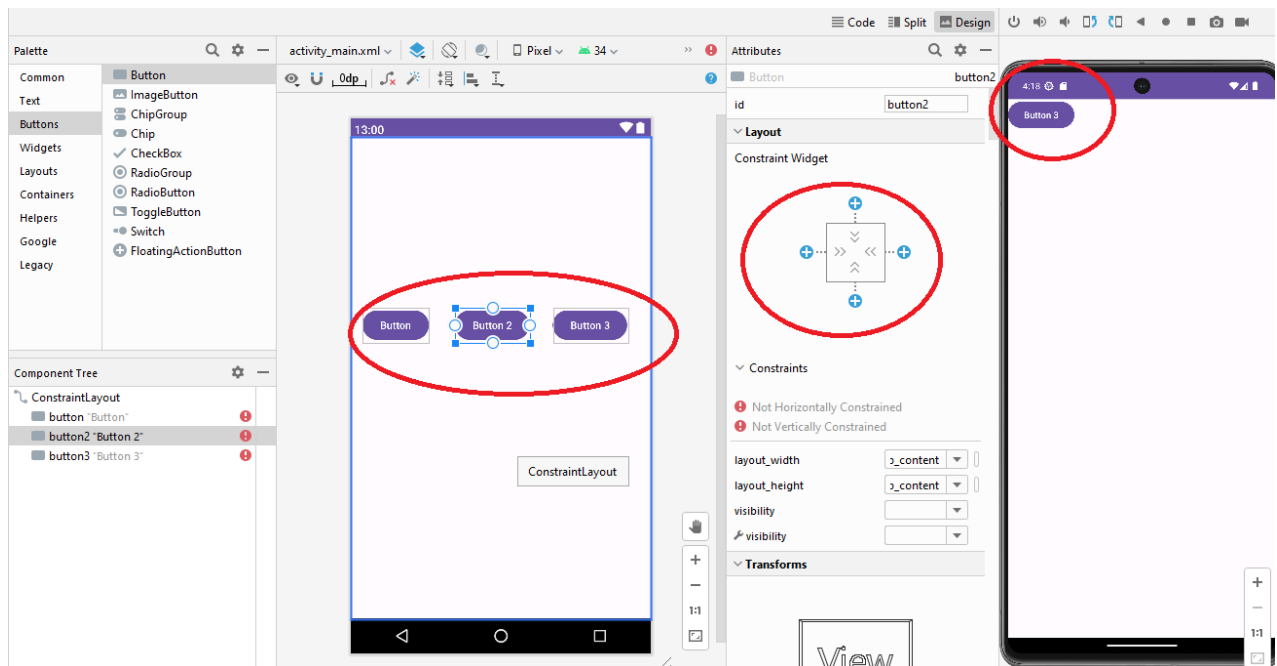 Code Split Design
Palette
Common
Text
Buttons
Widgets
Layouts
Containers
Helpers
Google
Legacy
Button
ImageButton
ChipGroup
Chip
CheckBox
RadioGroup
RadioButton
ToggleButton
Switch
FloatingActionButton
Component Tree
ConstraintLayout
button "Button"
button2 "Button 2"
button3 "Button 3"
activity_main.xml Pixel 34 >>
0dp
13:00
Button Button 2 Button 3
ConstraintLayout
1:1
Attributes
Button button2
id button2
Layout
Constraint Widget
Constraints
Not Horizontally Constrained
Not Vertically Constrained
layout_width _content
layout_height _content
visibility
visibility
Transforms
View
4:18
Button 3
1:1